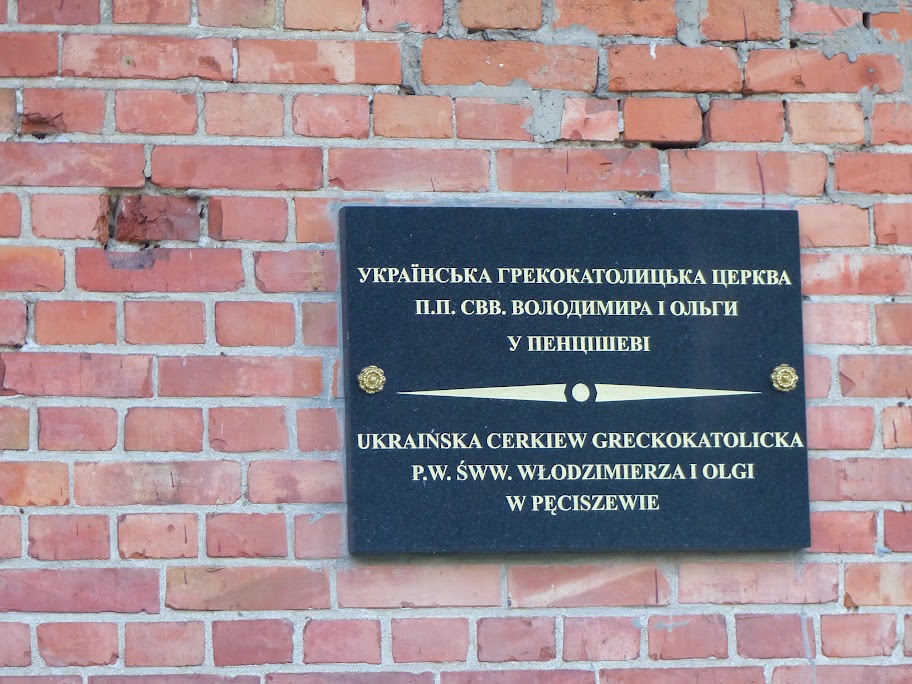 УКРАЇНСЬКА ГРЕКОКАТОЛИЦЬКА ЦЕРКВА
П.П. СВВ. ВОЛОДИМИРА І ОЛЬГИ
У ПЕНЦІШЕВІ
UKRAIŃSKA CERKIEW GRECKOKATOLICKA
P.W. ŚWW. WŁODZIMIERZA I OLGI
W PĘCISZEWIE